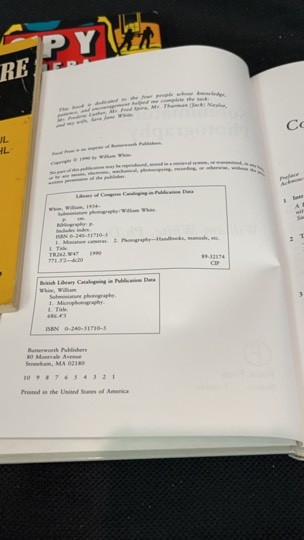 PY
RE
This book is dedicated to the four people whose knowledge,
patience, and encouragement helped me complete the task:
Mr. Frederic Luther, Mr. Fred Spira, Mr. Thurman (Jack) Naylor,
and my wife, Sara Jane White.
Focal Press is an imprint of Butterworth Publishers.
Copyright © 1990 by William White.
No part of this publication may be reproduced, stored in a retrieval system, or transmitted, in any
or by any means, electronic, mechanical, photocopying, recording, or otherwise, without the
written permission of the publisher.
Library of Congress Cataloging-in-Publication Data
White, William, 1934–
Subminiature photography/William White.
p. cm.
Bibliography: p.
Includes index.
ISBN 0-240-51710-3
1. Miniature cameras. 2. Photography—Handbooks, manuals, etc.
I. Title.
TR262.W47 1990
771.3'2—dc20 89-32174
CIP
British Library Cataloguing in Publication Data
White, William
Subminiature photography.
1. Microphotography.
I. Title.
686.4'3
ISBN 0-240-51710-3
Butterworth Publishers
80 Montvale Avenue
Stoneham, MA 02180
10 9 8 7 6 5 4 3 2 1
Printed in the United States of America
Co
Preface
1
2
3